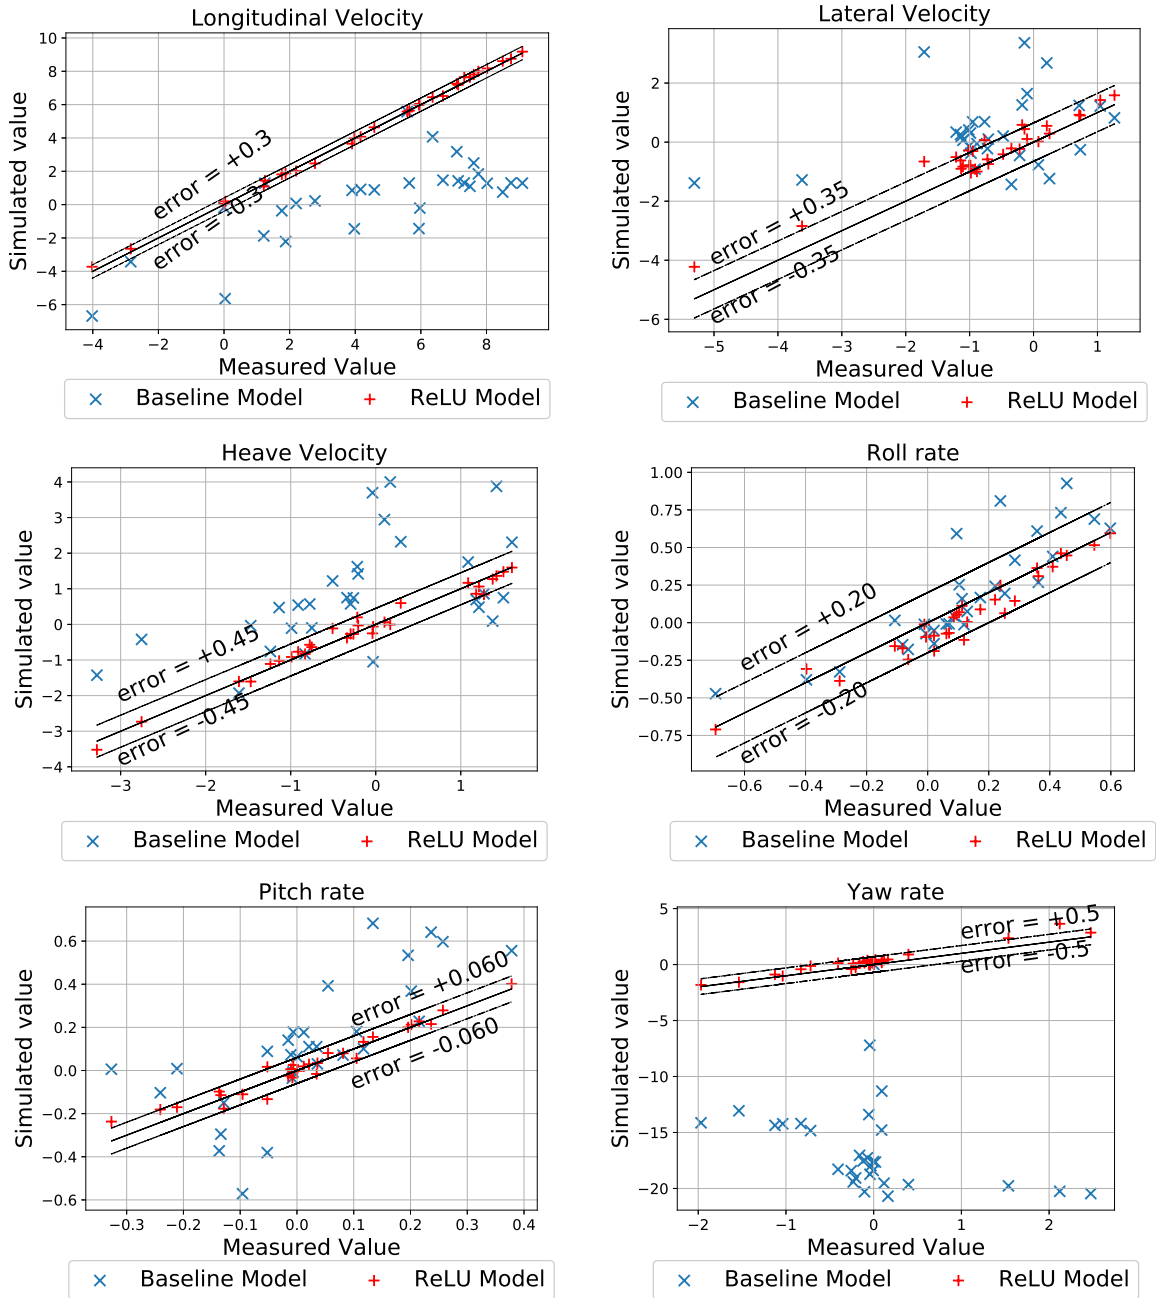 Longitudinal Velocity
10
8
6
4
2
0
−2
−4
−6
Simulated value
error = +0.3
error = -0.3
−4 −2 0 2 4 6 8
Measured Value
Baseline Model ReLU Model
Lateral Velocity
2
0
−2
−4
−6
Simulated value
error = +0.35
error = -0.35
−5 −4 −3 −2 −1 0 1
Measured Value
Baseline Model ReLU Model
Heave Velocity
4
3
2
1
0
−1
−2
−3
−4
Simulated value
error = +0.45
error = -0.45
−3 −2 −1 0 1
Measured Value
Baseline Model ReLU Model
Roll rate
1.00
0.75
0.50
0.25
0.00
−0.25
−0.50
−0.75
Simulated value
error = +0.20
error = -0.20
−0.6 −0.4 −0.2 0.0 0.2 0.4 0.6
Measured Value
Baseline Model ReLU Model
Pitch rate
0.6
0.4
0.2
0.0
−0.2
−0.4
−0.6
Simulated value
error = +0.060
error = -0.060
−0.3 −0.2 −0.1 0.0 0.1 0.2 0.3 0.4
Measured Value
Baseline Model ReLU Model
Yaw rate
5
0
−5
−10
−15
−20
Simulated value
error = +0.5
error = -0.5
−2 −1 0 1 2
Measured Value
Baseline Model ReLU Model